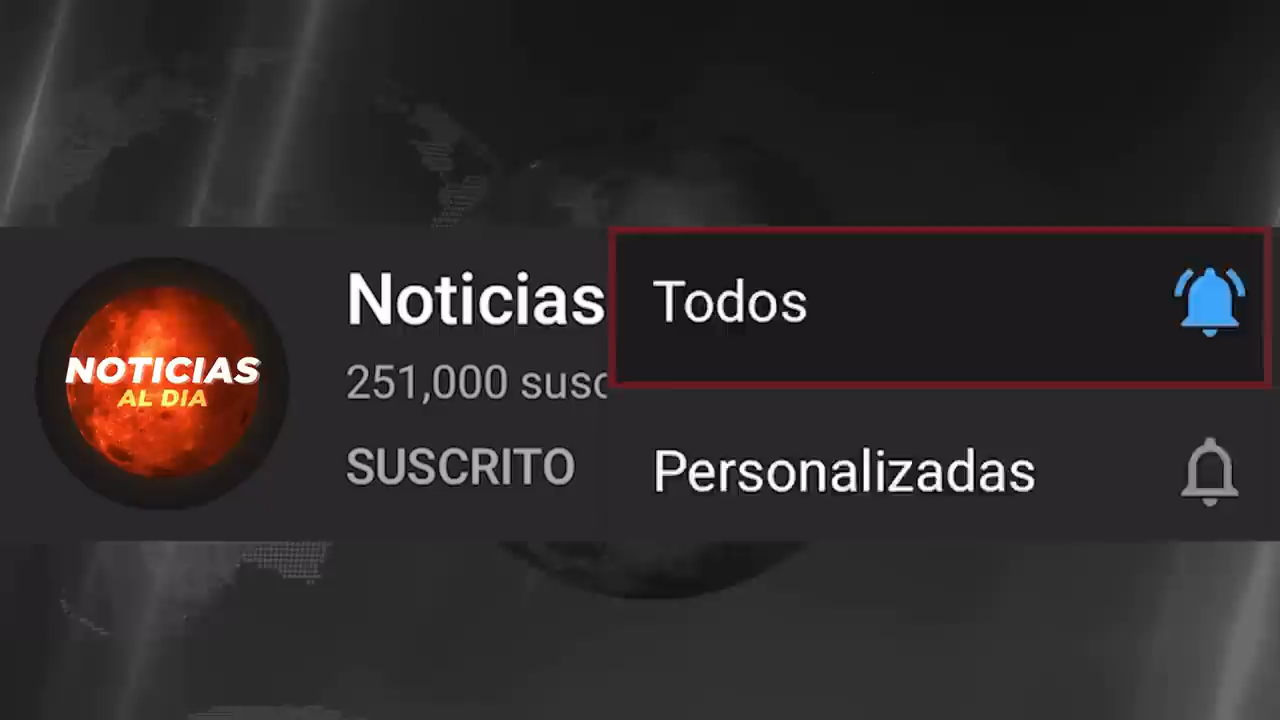 NOTICIAS
AL DIA
Noticias
251,000 susc
SUSCRITO
Todos
Personalizadas